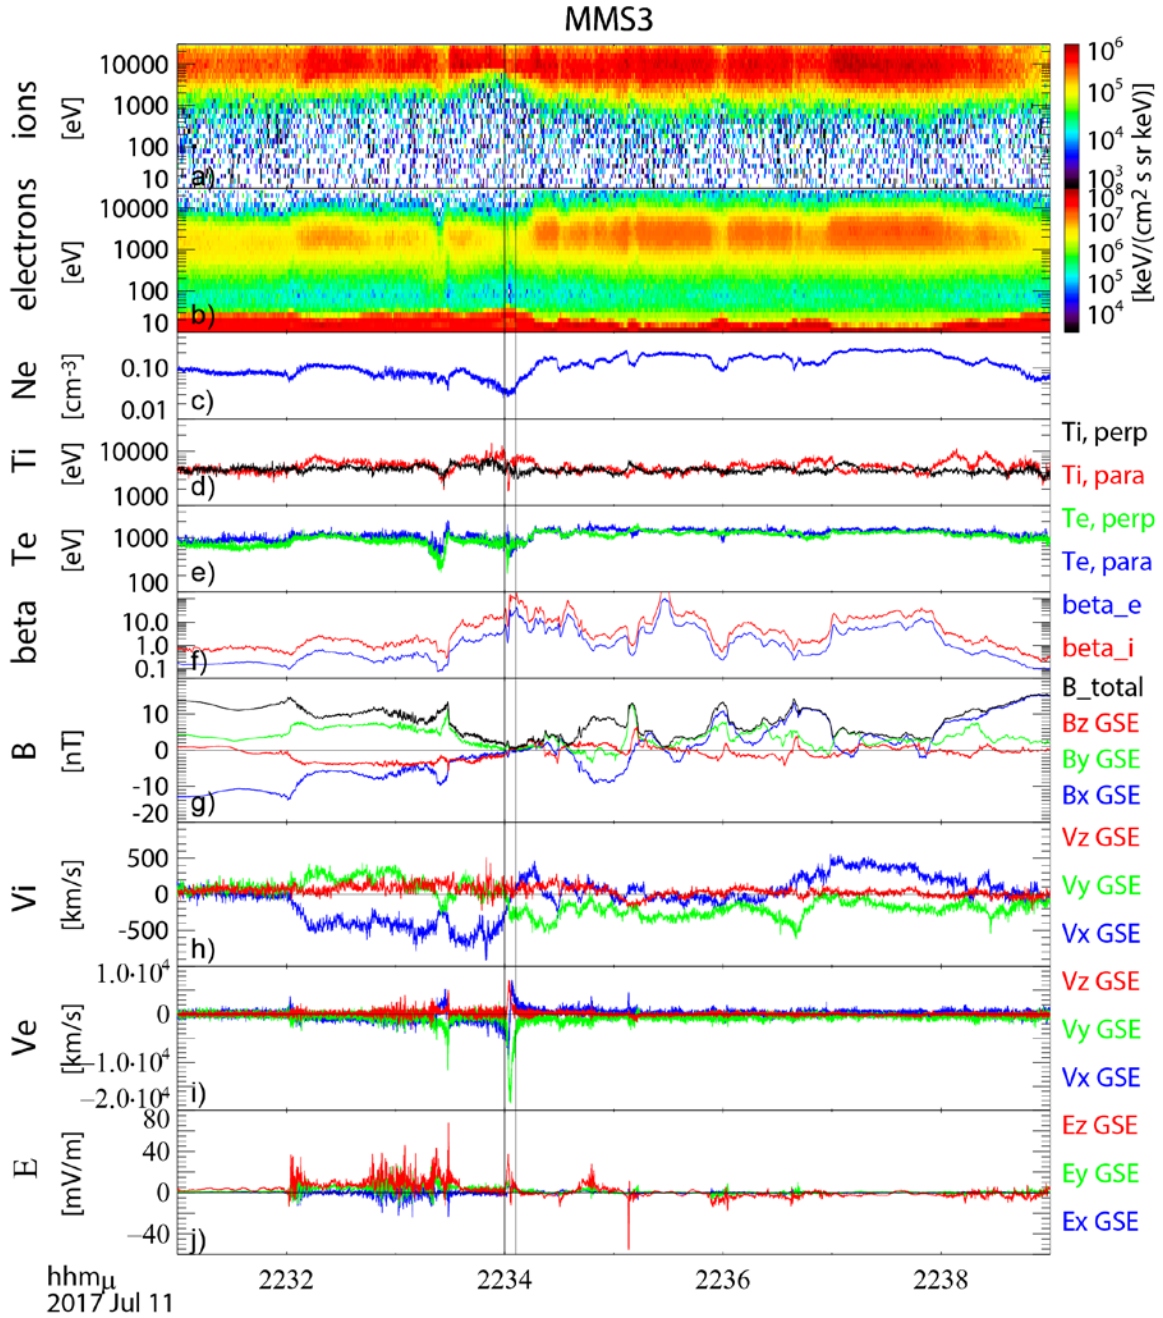 MMS3
ions
[eV]
10000
1000
100
10
a)
10⁶
10⁵
10⁴
10³
electrons
[eV]
10000
1000
100
10
b)
10⁸
10⁷
10⁶
10⁵
10⁴
[keV/(cm² s sr keV)]
Ne
[cm⁻³]
0.10
0.01
c)
Ti
[eV]
10000
1000
d)
Ti, perp
Ti, para
Te
[eV]
1000
100
e)
Te, perp
Te, para
beta
10.0
1.0
0.1
f)
beta_e
beta_i
B
[nT]
10
0
-10
-20
g)
B_total
Bz GSE
By GSE
Bx GSE
Vi
[km/s]
500
0
-500
h)
Vz GSE
Vy GSE
Vx GSE
Ve
[km/s]
1.0·10⁴
0
−1.0·10⁴
−2.0·10⁴
i)
Vz GSE
Vy GSE
Vx GSE
E
[mV/m]
80
40
0
−40
j)
Ez GSE
Ey GSE
Ex GSE
hhmμ
2232
2234
2236
2238
2017 Jul 11